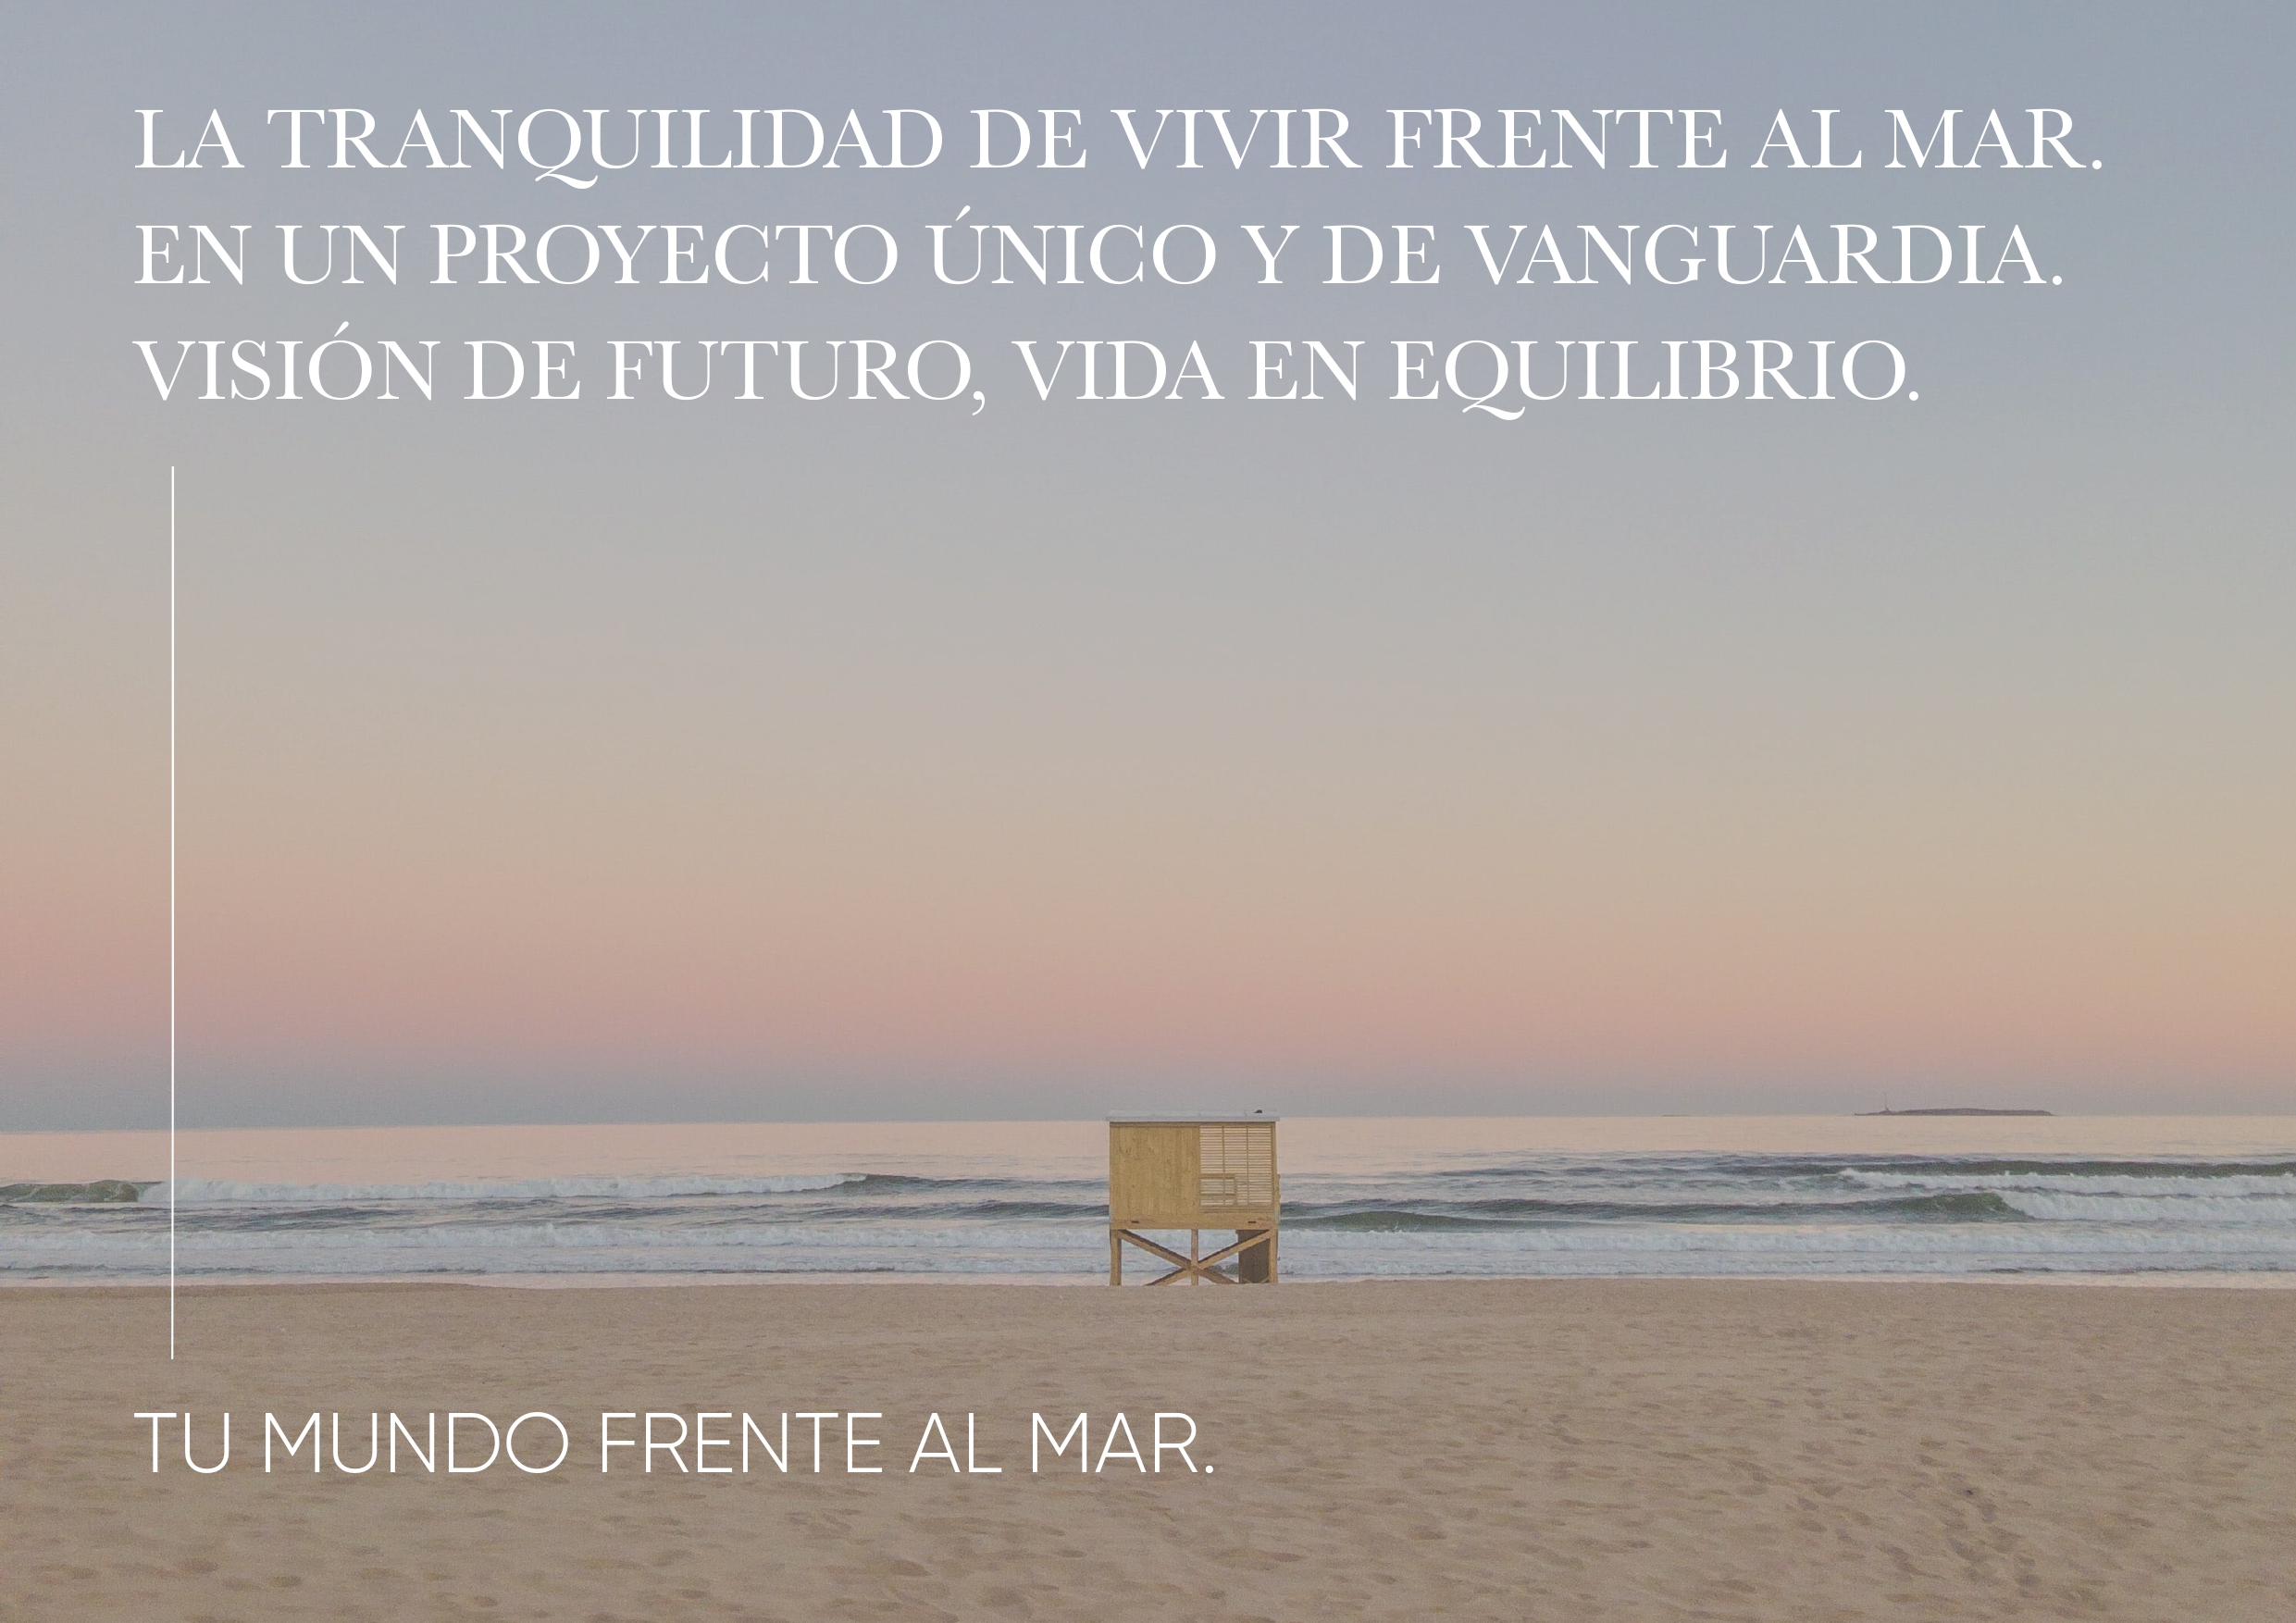 LA TRANQUILIDAD DE VIVIR FRENTE AL MAR.
EN UN PROYECTO ÚNICO Y DE VANGUARDIA.
VISIÓN DE FUTURO, VIDA EN EQUILIBRIO.
TU MUNDO FRENTE AL MAR.